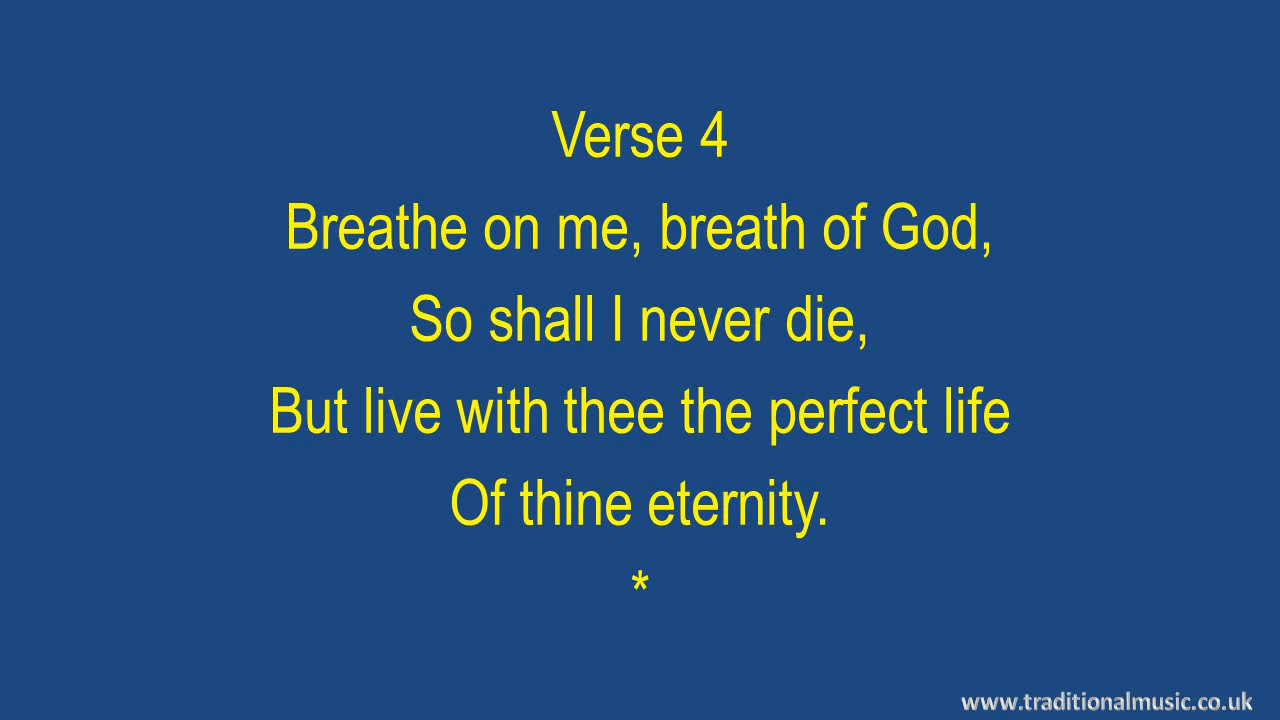 Verse 4
Breathe on me, breath of God,
So shall I never die,
But live with thee the perfect life
Of thine eternity.
*
www.traditionalmusic.co.uk